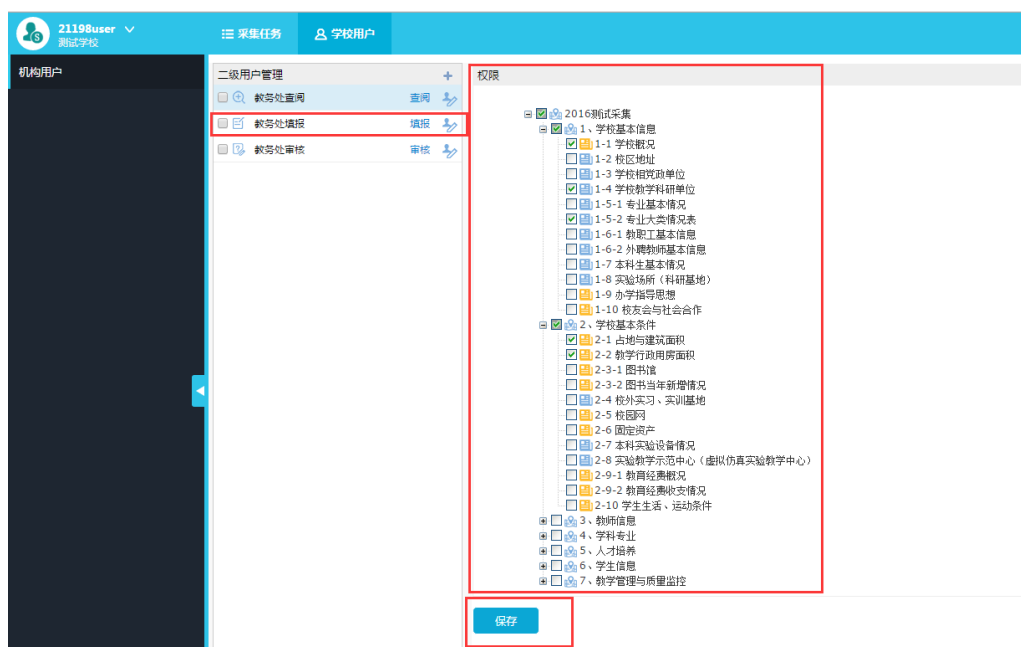 21198user
测试学校
采集任务
学校用户
机构用户
二级用户管理
教务处查阅 查阅
教务处填报 填报
教务处审核 审核
权限
2016测试采集
1、学校基本信息
1-1 学校概况
1-2 校区地址
1-3 学校相党政单位
1-4 学校教学科研单位
1-5-1 专业基本情况
1-5-2 专业大类情况表
1-6-1 教职工基本信息
1-6-2 外聘教师基本信息
1-7 本科生基本情况
1-8 实验场所（科研基地）
1-9 办学指导思想
1-10 校友会与社会合作
2、学校基本条件
2-1 占地与建筑面积
2-2 教学行政用房面积
2-3-1 图书馆
2-3-2 图书当年新增情况
2-4 校外实习、实训基地
2-5 校园网
2-6 固定资产
2-7 本科实验设备情况
2-8 实验教学示范中心（虚拟仿真实验教学中心）
2-9-1 教育经费概况
2-9-2 教育经费收支情况
2-10 学生生活、运动条件
3、教师信息
4、学科专业
5、人才培养
6、学生信息
7、教学管理与质量监控
保存